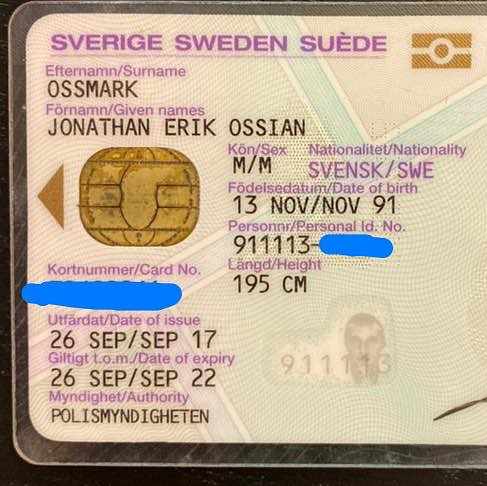 SVERIGE SWEDEN SUÈDE
Efternamn/Surname
OSSMARK
Förnamn/Given names
JONATHAN ERIK OSSIAN
Kön/Sex Nationalitet/Nationality
M/M SVENSK/SWE
Födelsedatum/Date of birth
13 NOV/NOV 91
Personnr/Personal Id. No.
911113-
Kortnummer/Card No. Längd/Height
195 CM
Utfärdat/Date of issue
26 SEP/SEP 17
Giltigt t.o.m./Date of expiry
26 SEP/SEP 22
911113
Myndighet/Authority
POLISMYNDIGHETEN